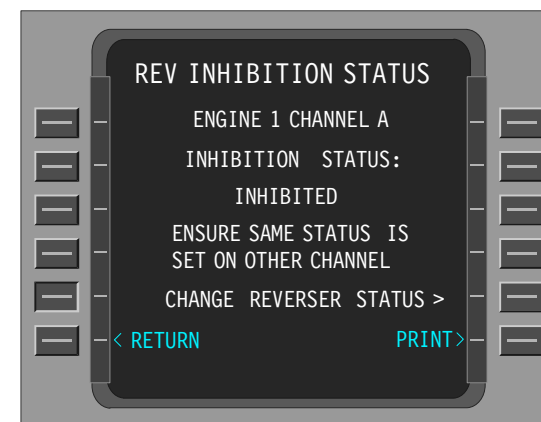 REV INHIBITION STATUS
ENGINE 1 CHANNEL A
INHIBITION STATUS:
INHIBITED
ENSURE SAME STATUS IS
SET ON OTHER CHANNEL
CHANGE REVERSER STATUS >
< RETURN PRINT >